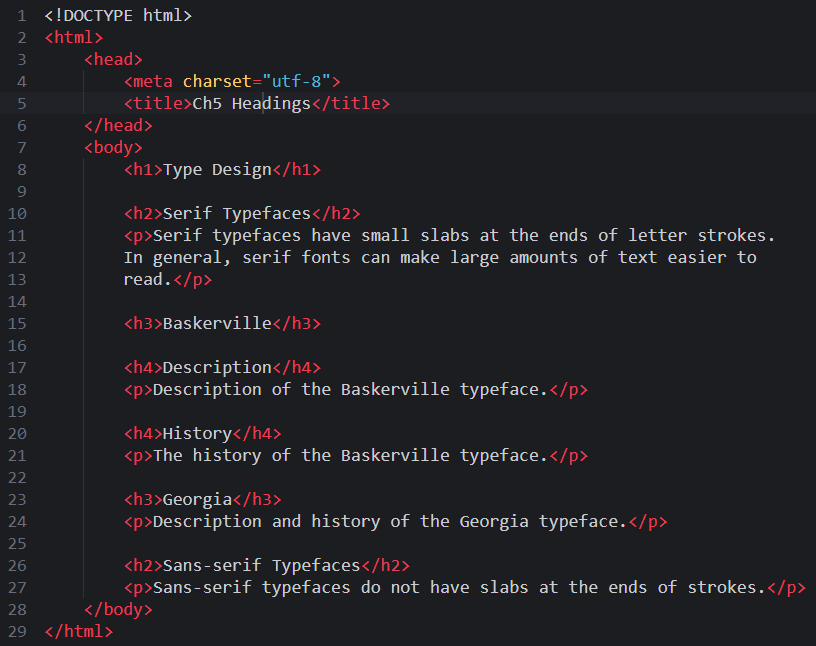 1 <!DOCTYPE html>
2 <html>
3     <head>
4         <meta charset="utf-8">
5         <title>Ch5 Headings</title>
6     </head>
7     <body>
8         <h1>Type Design</h1>
9
10         <h2>Serif Typefaces</h2>
11         <p>Serif typefaces have small slabs at the ends of letter strokes.
12         In general, serif fonts can make large amounts of text easier to
13         read.</p>
14
15         <h3>Baskerville</h3>
16
17         <h4>Description</h4>
18         <p>Description of the Baskerville typeface.</p>
19
20         <h4>History</h4>
21         <p>The history of the Baskerville typeface.</p>
22
23         <h3>Georgia</h3>
24         <p>Description and history of the Georgia typeface.</p>
25
26         <h2>Sans-serif Typefaces</h2>
27         <p>Sans-serif typefaces do not have slabs at the ends of strokes.</p>
28     </body>
29 </html>